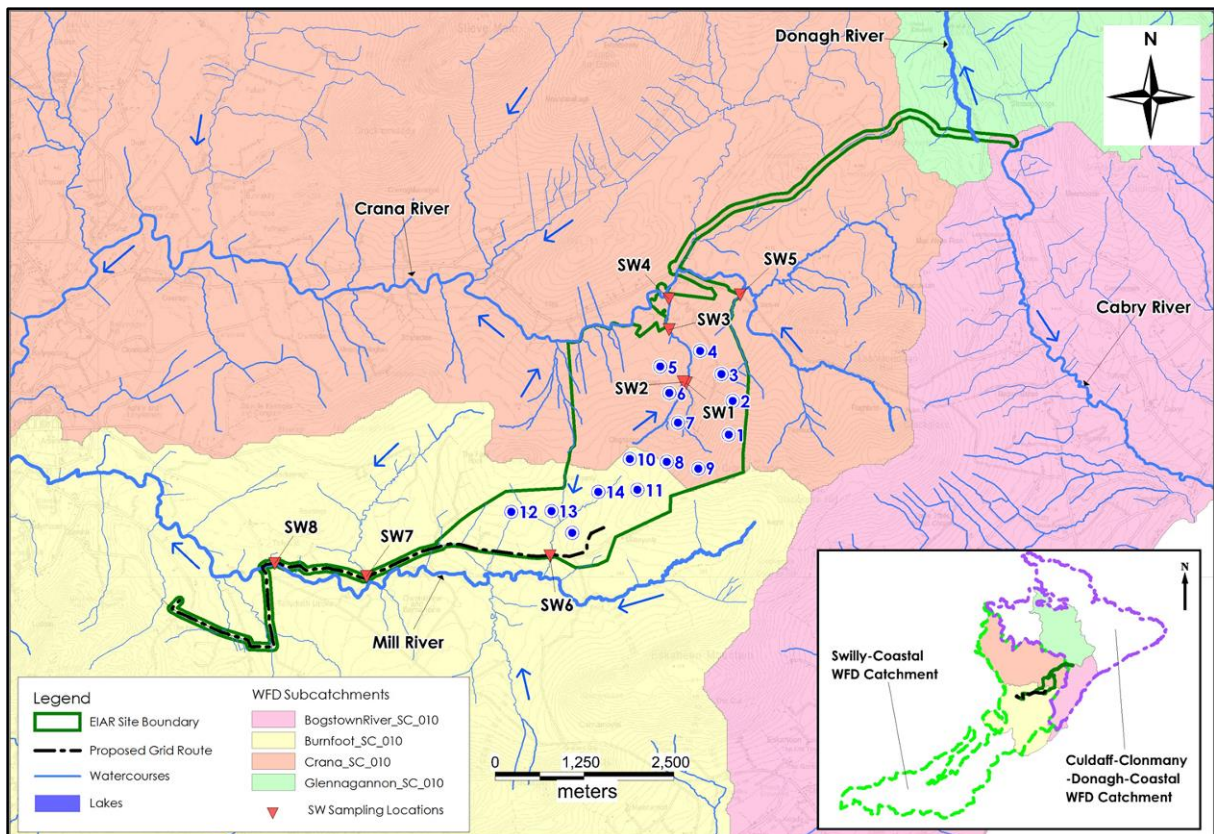 Donagh River
N
Crana River
SW4
SW5
Cabry River
SW3
4
5
3
SW2
6
SW1
2
7
1
10
8
9
14
11
12
13
SW8
SW7
SW6
Mill River
Legend
EIAR Site Boundary
Proposed Grid Route
Watercourses
Lakes
WFD Subcatchments
BogstownRiver_SC_010
Burnfoot_SC_010
Crana_SC_010
Glennagannon_SC_010
SW Sampling Locations
0 1,250 2,500
meters
N
Swilly-Coastal
WFD Catchment
Culdaff-Clonmany
-Donagh-Coastal
WFD Catchment